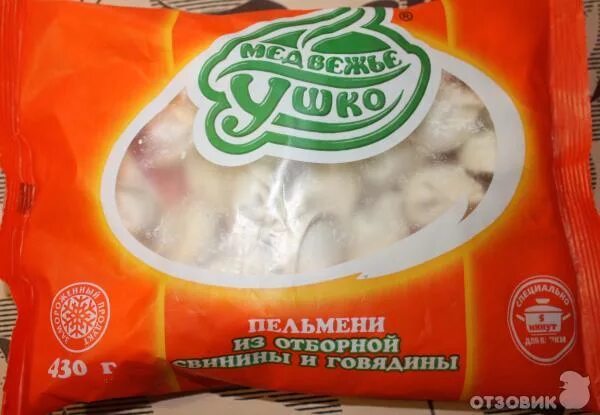 МЕДВЕЖЬЕ
УШКО
®
ПЕЛЬМЕНИ
ИЗ ОТБОРНОЙ
СВИНИНЫ И ГОВЯДИНЫ
ЗАМОРОЖЕННЫЙ ПРОДУКТ
430 г
СПЕЦИАЛЬНО
5
МИНУТ
ДЛЯ ВАРКИ
ОТЗОВИК